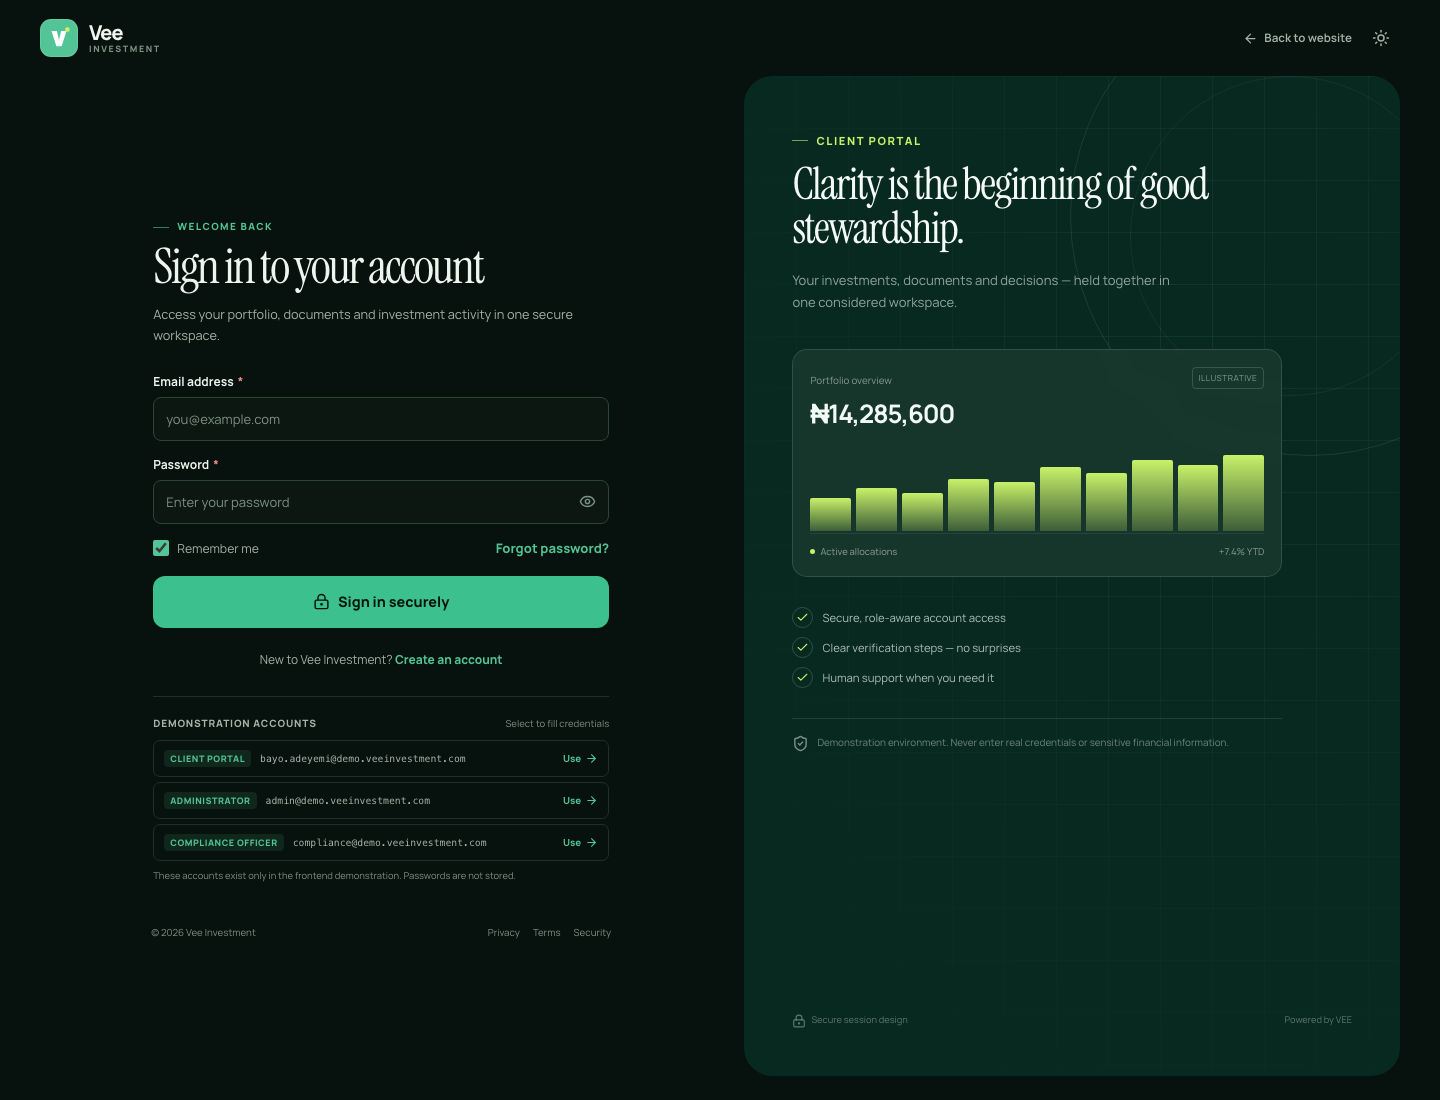 Vee
INVESTMENT
Back to website
WELCOME BACK
Sign in to your account
Access your portfolio, documents and investment activity in one secure
workspace.
Email address *
you@example.com
Password *
Enter your password
Remember me
Forgot password?
Sign in securely
New to Vee Investment? Create an account
DEMONSTRATION ACCOUNTS
Select to fill credentials
CLIENT PORTAL bayo.adeyemi@demo.veeinvestment.com Use
ADMINISTRATOR admin@demo.veeinvestment.com Use
COMPLIANCE OFFICER compliance@demo.veeinvestment.com Use
These accounts exist only in the frontend demonstration. Passwords are not stored.
© 2026 Vee Investment
Privacy Terms Security
CLIENT PORTAL
Clarity is the beginning of good
stewardship.
Your investments, documents and decisions — held together in
one considered workspace.
Portfolio overview
ILLUSTRATIVE
₦14,285,600
Active allocations
+7.4% YTD
Secure, role-aware account access
Clear verification steps — no surprises
Human support when you need it
Demonstration environment. Never enter real credentials or sensitive financial information.
Secure session design
Powered by VEE